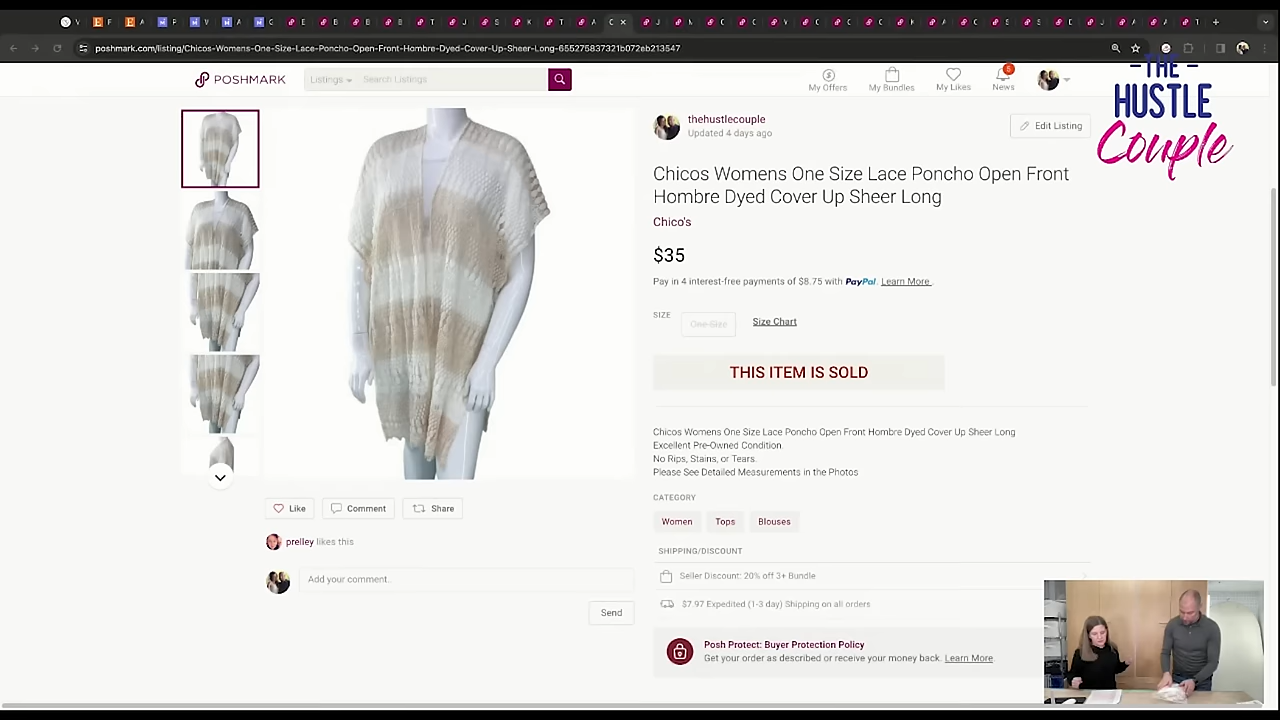 poshmark.com/listing/Chicos-Womens-One-Size-Lace-Poncho-Open-Front-Hombre-Dyed-Cover-Up-Sheer-Long-655275837321b072eb213547
POSHMARK
Listings
Search Listings
My Offers
My Bundles
My Likes
6
News
THE
HUSTLE
Couple
thehustlecouple
Updated 4 days ago
Edit Listing
Chicos Womens One Size Lace Poncho Open Front
Hombre Dyed Cover Up Sheer Long
Chico's
$35
Pay in 4 interest-free payments of $8.75 with PayPal. Learn More.
SIZE
One Size
Size Chart
THIS ITEM IS SOLD
Chicos Womens One Size Lace Poncho Open Front Hombre Dyed Cover Up Sheer Long
Excellent Pre-Owned Condition.
No Rips, Stains, or Tears.
Please See Detailed Measurements in the Photos
CATEGORY
Women
Tops
Blouses
SHIPPING/DISCOUNT
Seller Discount: 20% off 3+ Bundle
$7.97 Expedited (1-3 day) Shipping on all orders
Posh Protect: Buyer Protection Policy
Get your order as described or receive your money back. Learn More.
Like
Comment
Share
prelley likes this
Add your comment..
Send